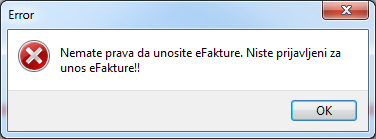 Error
Nemate prava da unosite eFakture. Niste prijavljeni za
unos eFakture!!
OK